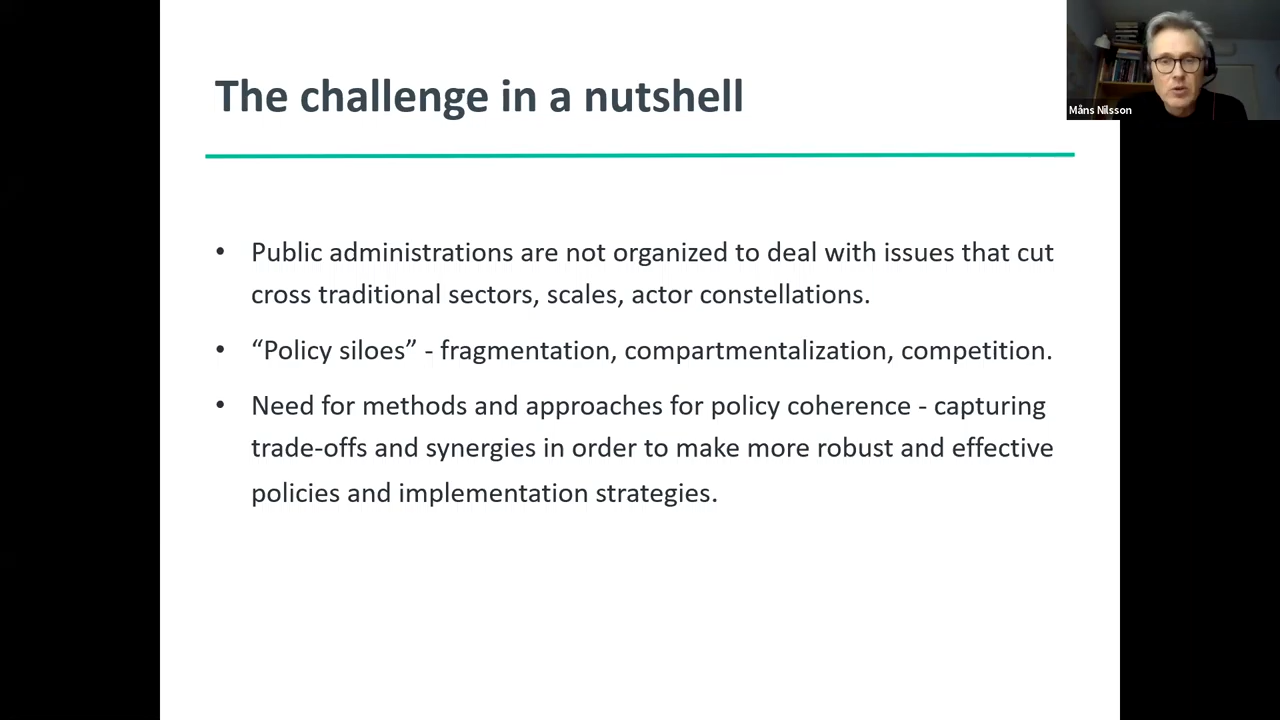 The challenge in a nutshell
Måns Nilsson
• Public administrations are not organized to deal with issues that cut
cross traditional sectors, scales, actor constellations.
• “Policy siloes” - fragmentation, compartmentalization, competition.
• Need for methods and approaches for policy coherence - capturing
trade-offs and synergies in order to make more robust and effective
policies and implementation strategies.